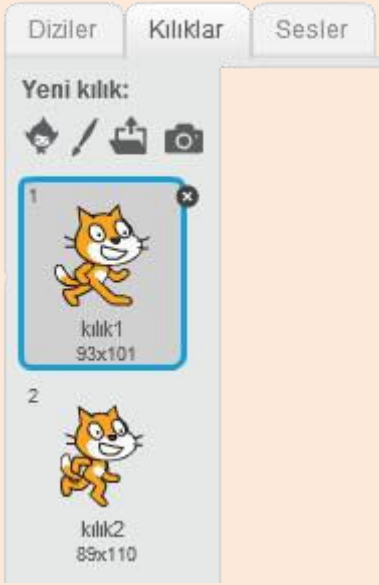 Diziler Kılıklar Sesler
Yeni kılık:
1
kılık1
93x101
2
kılık2
89x110